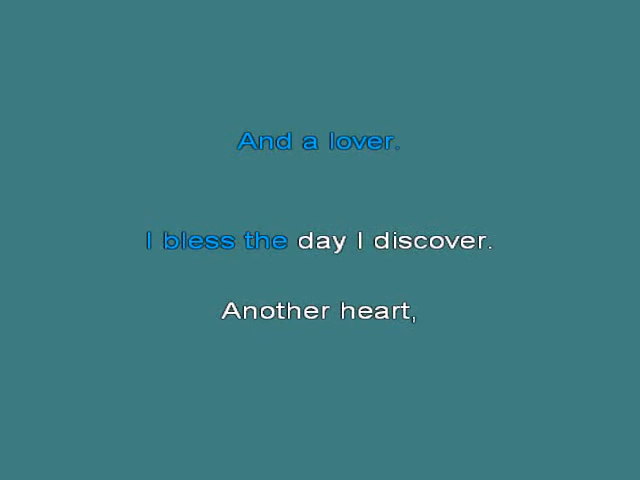 And a lover.
I bless the day I discover.
Another heart,